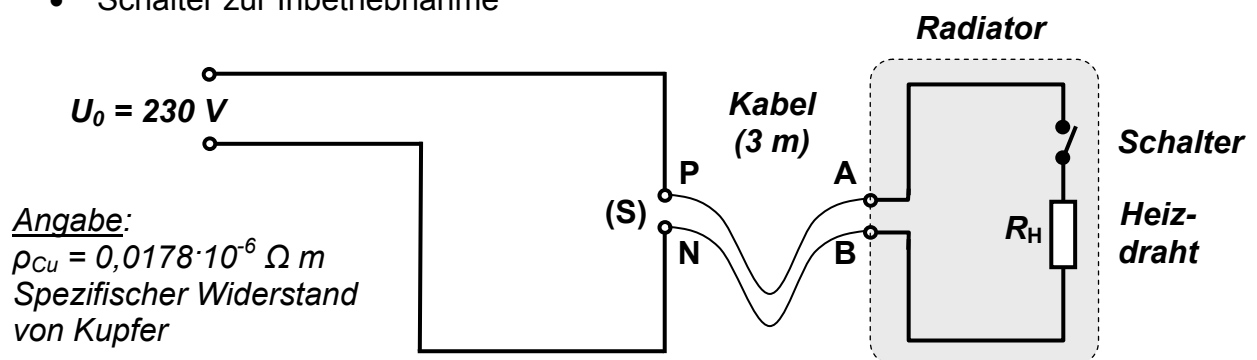 • Schalter zur Inbetriebnahme
Radiator
U0 = 230 V
Kabel
(3 m)
Schalter
P
A
(S)
N
B
RH
Heiz-
draht
Angabe:
ρCu = 0,0178·10-6 Ω m
Spezifischer Widerstand
von Kupfer